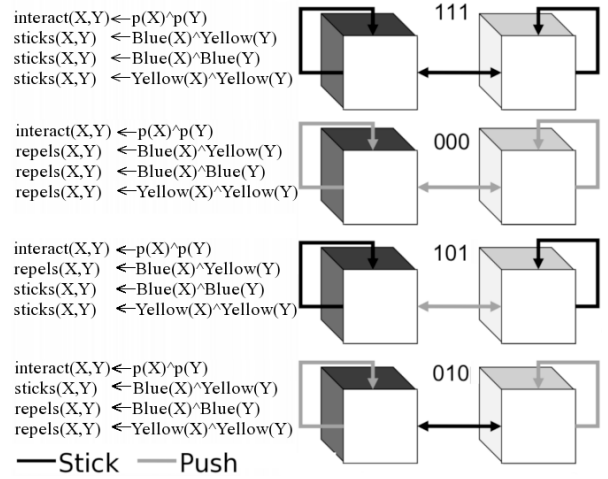 interact(X,Y)←p(X)^p(Y)
sticks(X,Y) ←Blue(X)^Yellow(Y)
sticks(X,Y) ←Blue(X)^Blue(Y)
sticks(X,Y) ←Yellow(X)^Yellow(Y)
111
interact(X,Y) ←p(X)^p(Y)
repels(X,Y) ←Blue(X)^Yellow(Y)
repels(X,Y) ←Blue(X)^Blue(Y)
repels(X,Y) ←Yellow(X)^Yellow(Y)
000
interact(X,Y) ←p(X)^p(Y)
repels(X,Y) ←Blue(X)^Yellow(Y)
sticks(X,Y) ←Blue(X)^Blue(Y)
sticks(X,Y) ←Yellow(X)^Yellow(Y)
101
interact(X,Y)←p(X)^p(Y)
sticks(X,Y) ←Blue(X)^Yellow(Y)
repels(X,Y) ←Blue(X)^Blue(Y)
repels(X,Y) ←Yellow(X)^Yellow(Y)
010
Stick Push